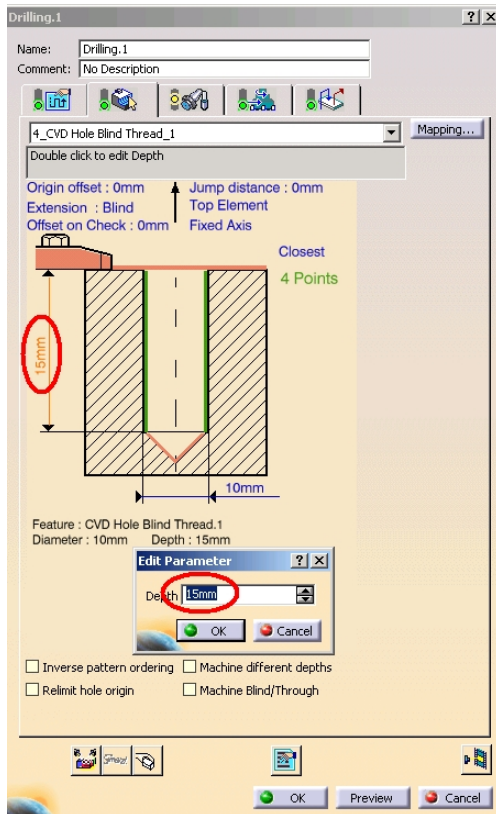 Drilling.1
Name: Drilling.1
Comment: No Description
4_CVD Hole Blind Thread_1
Mapping...
Double click to edit Depth
Origin offset : 0mm Jump distance : 0mm
Extension : Blind Top Element
Offset on Check : 0mm Fixed Axis
Closest
4 Points
15mm
10mm
Feature : CVD Hole Blind Thread.1
Diameter : 10mm Depth : 15mm
Edit Parameter
Depth 15mm
OK Cancel
Inverse pattern ordering Machine different depths
Relimit hole origin Machine Blind/Through
OK Preview Cancel